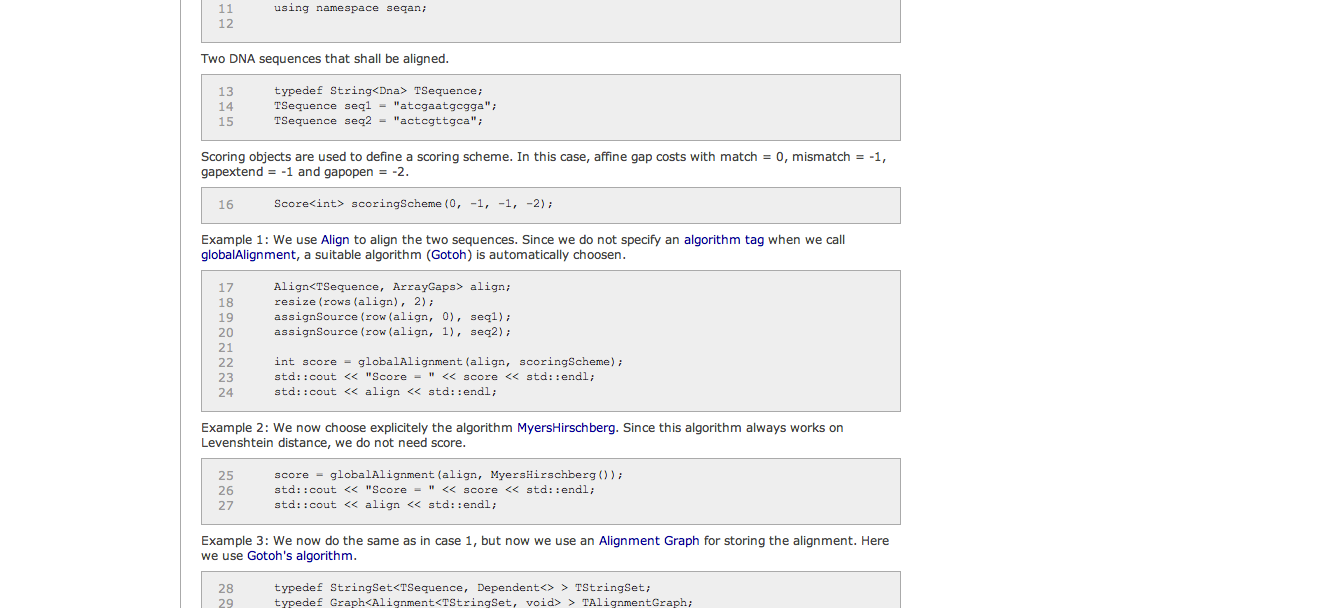 11 using namespace seqan;
12
Two DNA sequences that shall be aligned.
13 typedef String<Dna> TSequence;
14 TSequence seq1 = "atcgaatgcgga";
15 TSequence seq2 = "actcgttgca";
Scoring objects are used to define a scoring scheme. In this case, affine gap costs with match = 0, mismatch = -1,
gapextend = -1 and gapopen = -2.
16 Score<int> scoringScheme(0, -1, -1, -2);
Example 1: We use Align to align the two sequences. Since we do not specify an algorithm tag when we call
globalAlignment, a suitable algorithm (Gotoh) is automatically choosen.
17 Align<TSequence, ArrayGaps> align;
18 resize(rows(align), 2);
19 assignSource(row(align, 0), seq1);
20 assignSource(row(align, 1), seq2);
21
22 int score = globalAlignment(align, scoringScheme);
23 std::cout << "Score = " << score << std::endl;
24 std::cout << align << std::endl;
Example 2: We now choose explicitely the algorithm MyersHirschberg. Since this algorithm always works on
Levenshtein distance, we do not need score.
25 score = globalAlignment(align, MyersHirschberg());
26 std::cout << "Score = " << score << std::endl;
27 std::cout << align << std::endl;
Example 3: We now do the same as in case 1, but now we use an Alignment Graph for storing the alignment. Here
we use Gotoh's algorithm.
28 typedef StringSet<TSequence, Dependent<> > TStringSet;
29 typedef Graph<Alignment<TStringSet, void> > TAlignmentGraph;